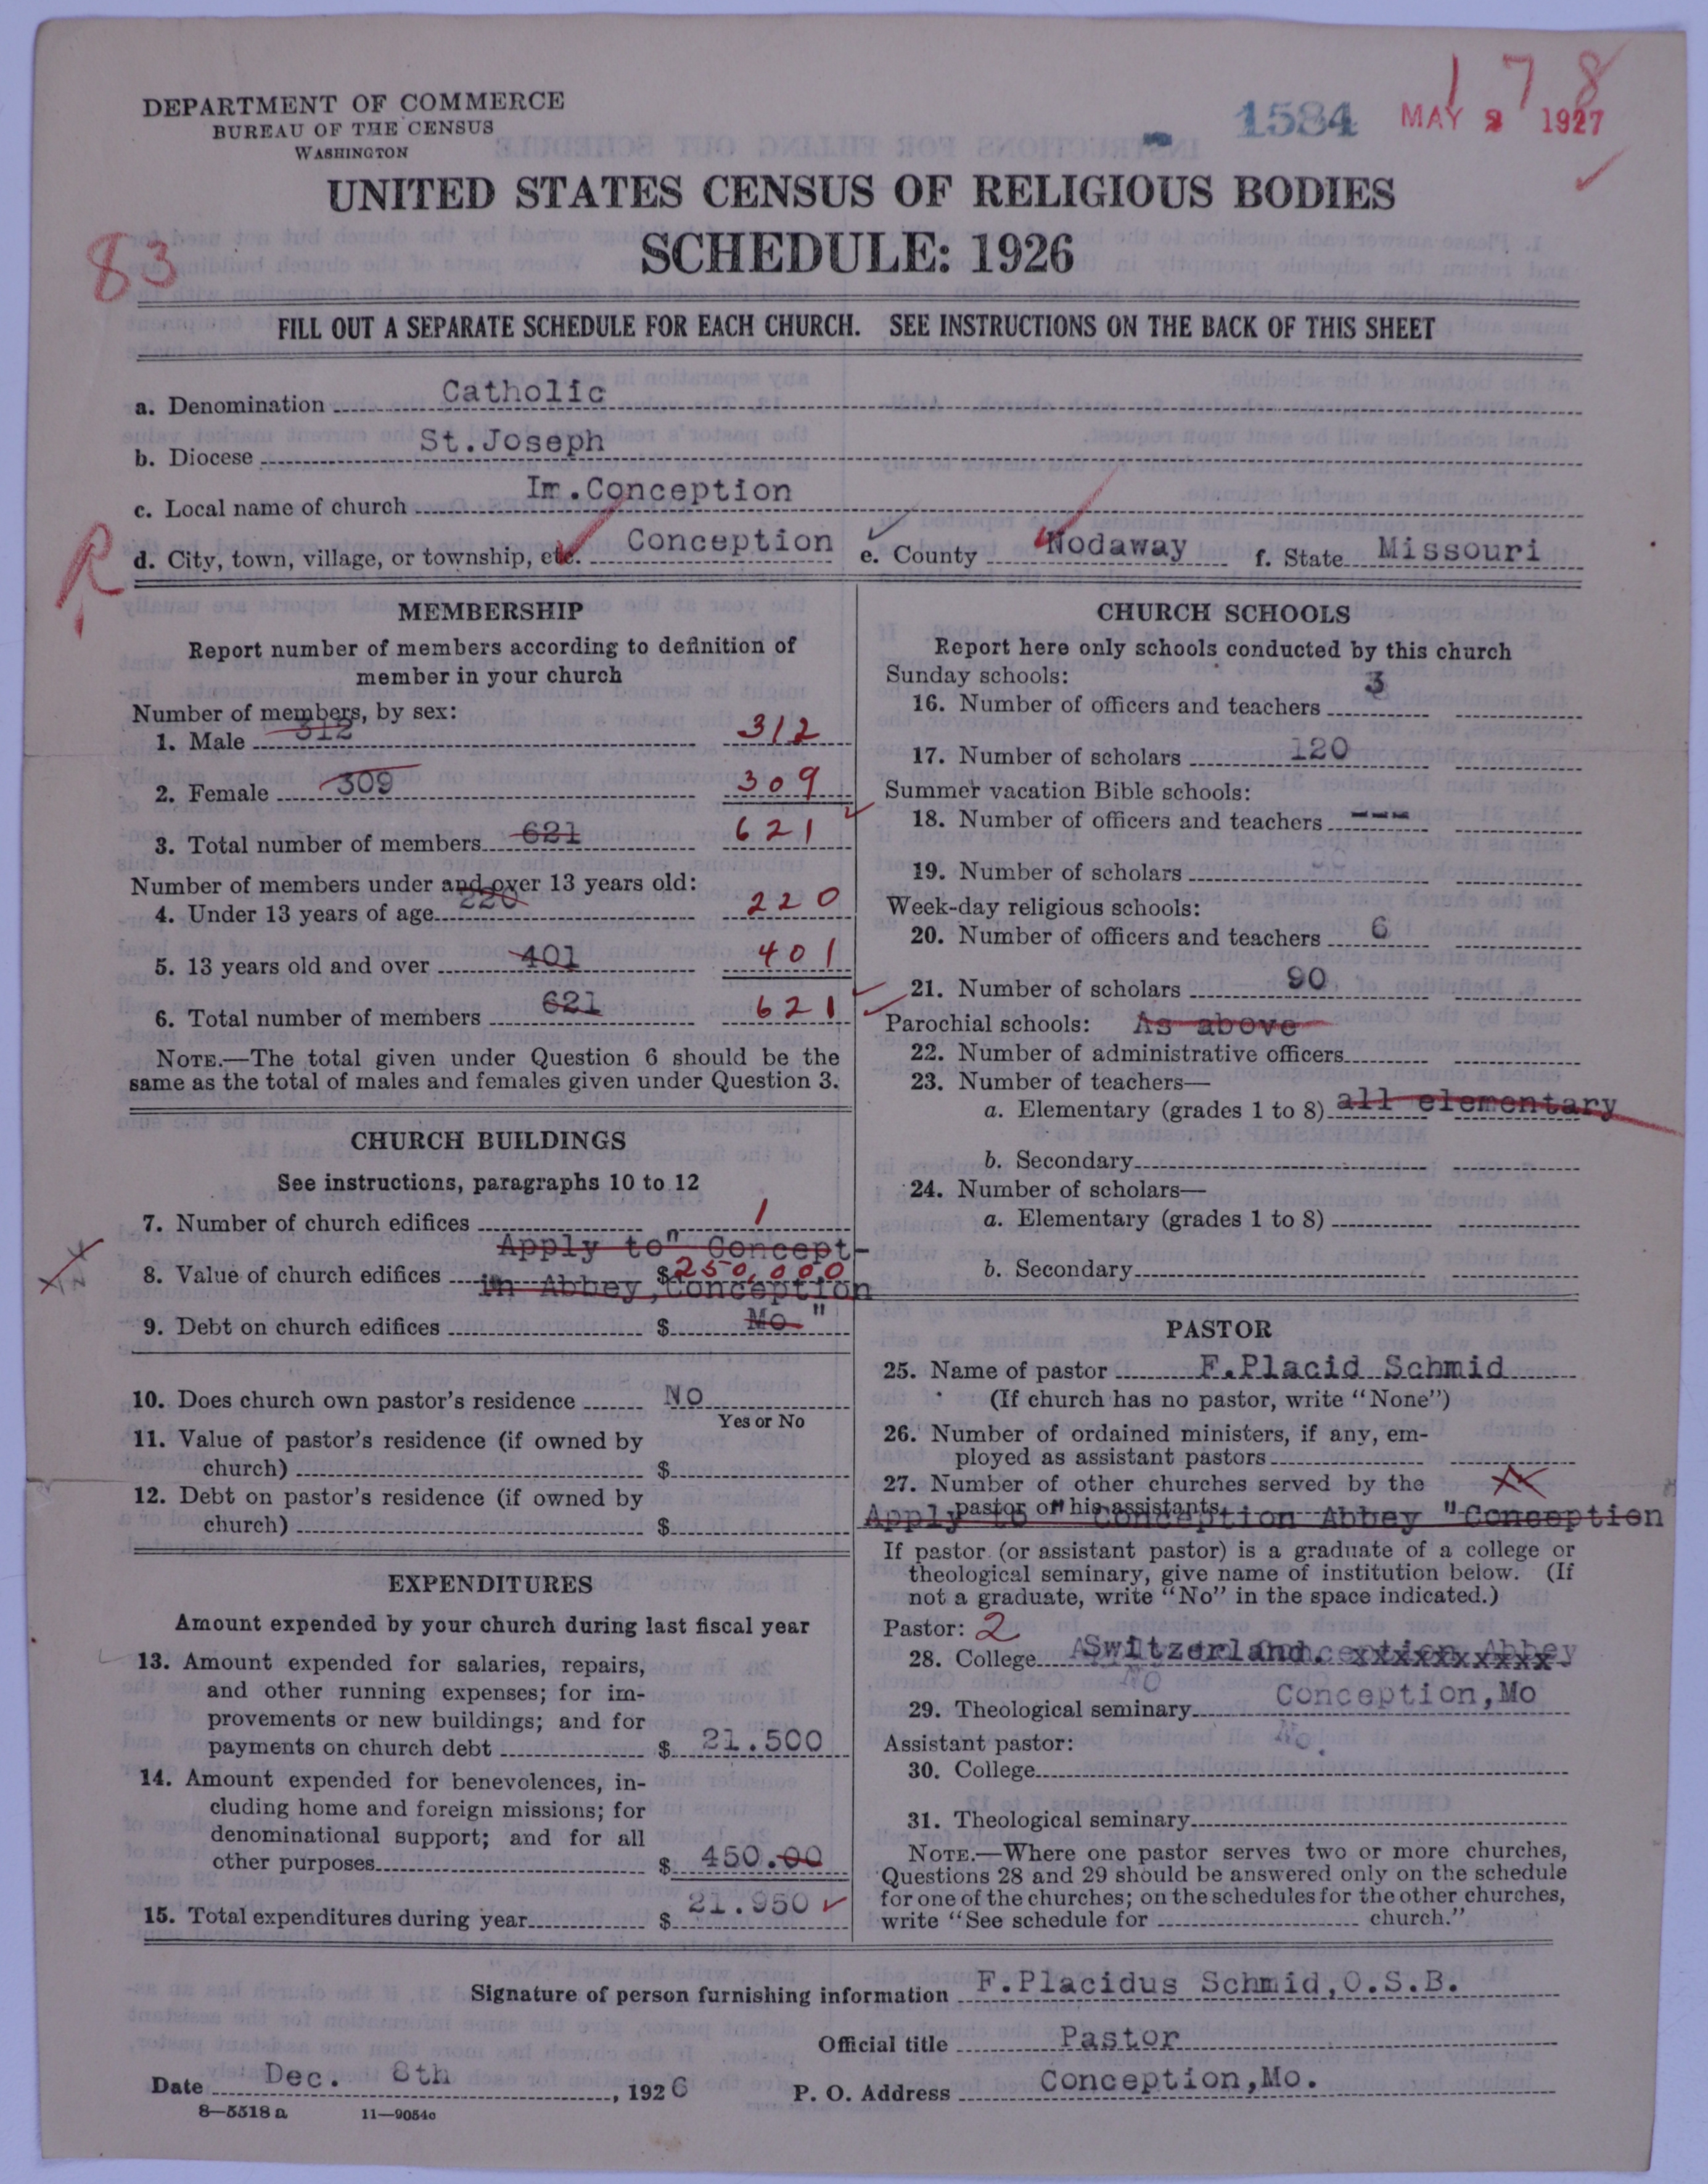 DEPARTMENT OF COMMERCE
BUREAU OF THE CENSUS
WASHINGTON
1584 MAY 2 1927
178
UNITED STATES CENSUS OF RELIGIOUS BODIES
SCHEDULE: 1926
83
FILL OUT A SEPARATE SCHEDULE FOR EACH CHURCH. SEE INSTRUCTIONS ON THE BACK OF THIS SHEET
a. Denomination Catholic
b. Diocese St.Joseph
c. Local name of church Im.Conception
R
d. City, town, village, or township, etc. Conception e. County Nodaway f. State Missouri
MEMBERSHIP
Report number of members according to definition of
member in your church
Number of members, by sex:
1. Male 312 312
2. Female 309 309
3. Total number of members 621 621
Number of members under and over 13 years old:
4. Under 13 years of age 220 220
5. 13 years old and over 401 401
6. Total number of members 621 621
NOTE.—The total given under Question 6 should be the
same as the total of males and females given under Question 3.
CHURCH BUILDINGS
See instructions, paragraphs 10 to 12
7. Number of church edifices 1
Apply to" Concept-
8. Value of church edifices $ 250,000
in Abbey,Conception
9. Debt on church edifices $ Mo "
10. Does church own pastor's residence NO
Yes or No
11. Value of pastor's residence (if owned by
church) $
12. Debt on pastor's residence (if owned by
church) $
EXPENDITURES
Amount expended by your church during last fiscal year
13. Amount expended for salaries, repairs,
and other running expenses; for im-
provements or new buildings; and for
payments on church debt $ 21.500
14. Amount expended for benevolences, in-
cluding home and foreign missions; for
denominational support; and for all
other purposes $ 450.00
15. Total expenditures during year $ 21.950
CHURCH SCHOOLS
Report here only schools conducted by this church
Sunday schools:
16. Number of officers and teachers 3
17. Number of scholars 120
Summer vacation Bible schools:
18. Number of officers and teachers ---
19. Number of scholars
Week-day religious schools:
20. Number of officers and teachers 6
21. Number of scholars 90
Parochial schools: As above
22. Number of administrative officers
23. Number of teachers—
a. Elementary (grades 1 to 8) all elementary
b. Secondary
24. Number of scholars—
a. Elementary (grades 1 to 8)
b. Secondary
PASTOR
25. Name of pastor F.Placid Schmid
(If church has no pastor, write "None")
26. Number of ordained ministers, if any, em-
ployed as assistant pastors
27. Number of other churches served by the
pastor or his assistants
Apply to " Conception Abbey "Conception
If pastor (or assistant pastor) is a graduate of a college or
theological seminary, give name of institution below. (If
not a graduate, write "No" in the space indicated.)
Pastor: 2
28. College Switzerland. xxxxxxxxxx Abbey
NO
29. Theological seminary Conception,Mo
Assistant pastor: No.
30. College
31. Theological seminary
NOTE.—Where one pastor serves two or more churches,
Questions 28 and 29 should be answered only on the schedule
for one of the churches; on the schedules for the other churches,
write "See schedule for church."
Signature of person furnishing information F.Placidus Schmid,O.S.B.
Official title Pastor
Date Dec. 8th, 1926 P. O. Address Conception,Mo.
8—5518 a 11—9054c